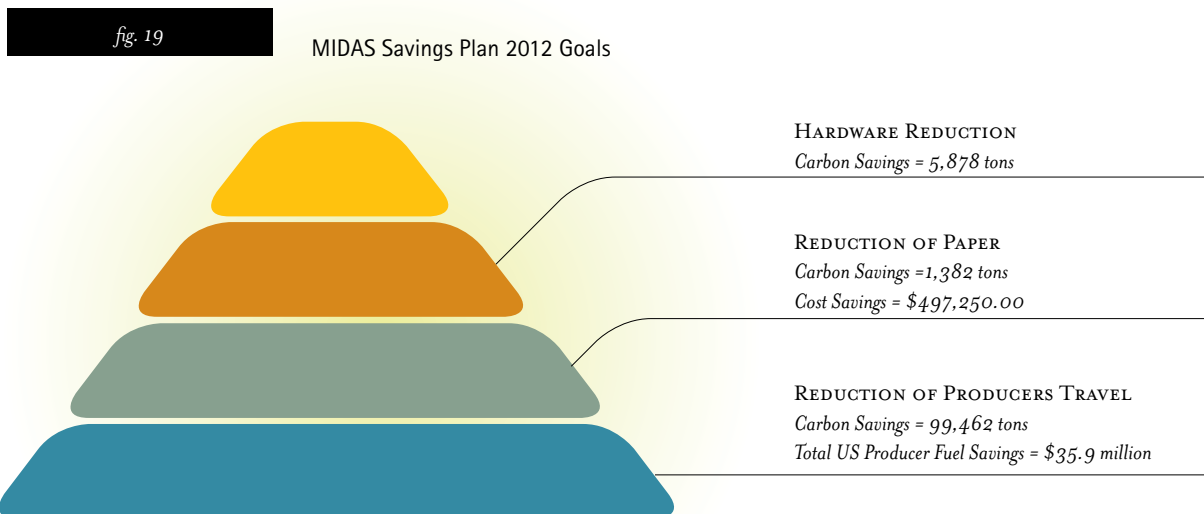 fig. 19
MIDAS Savings Plan 2012 Goals
Hardware Reduction
Carbon Savings = 5,878 tons
Reduction of Paper
Carbon Savings =1,382 tons
Cost Savings = $497,250.00
Reduction of Producers Travel
Carbon Savings = 99,462 tons
Total US Producer Fuel Savings = $35.9 million